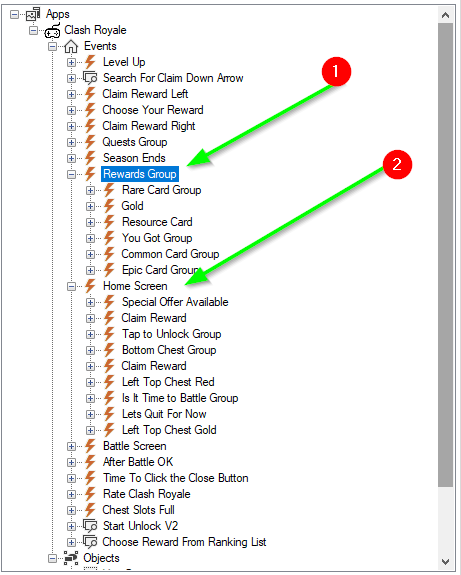 Apps
Clash Royale
Events
Level Up
Search For Claim Down Arrow
Claim Reward Left
Choose Your Reward
Claim Reward Right
Quests Group
Season Ends
Rewards Group
Rare Card Group
Gold
Resource Card
You Got Group
Common Card Group
Epic Card Group
Home Screen
Special Offer Available
Claim Reward
Tap to Unlock Group
Bottom Chest Group
Claim Reward
Left Top Chest Red
Is It Time to Battle Group
Lets Quit For Now
Left Top Chest Gold
Battle Screen
After Battle OK
Time To Click the Close Button
Rate Clash Royale
Chest Slots Full
Start Unlock V2
Choose Reward From Ranking List
Objects
1
2